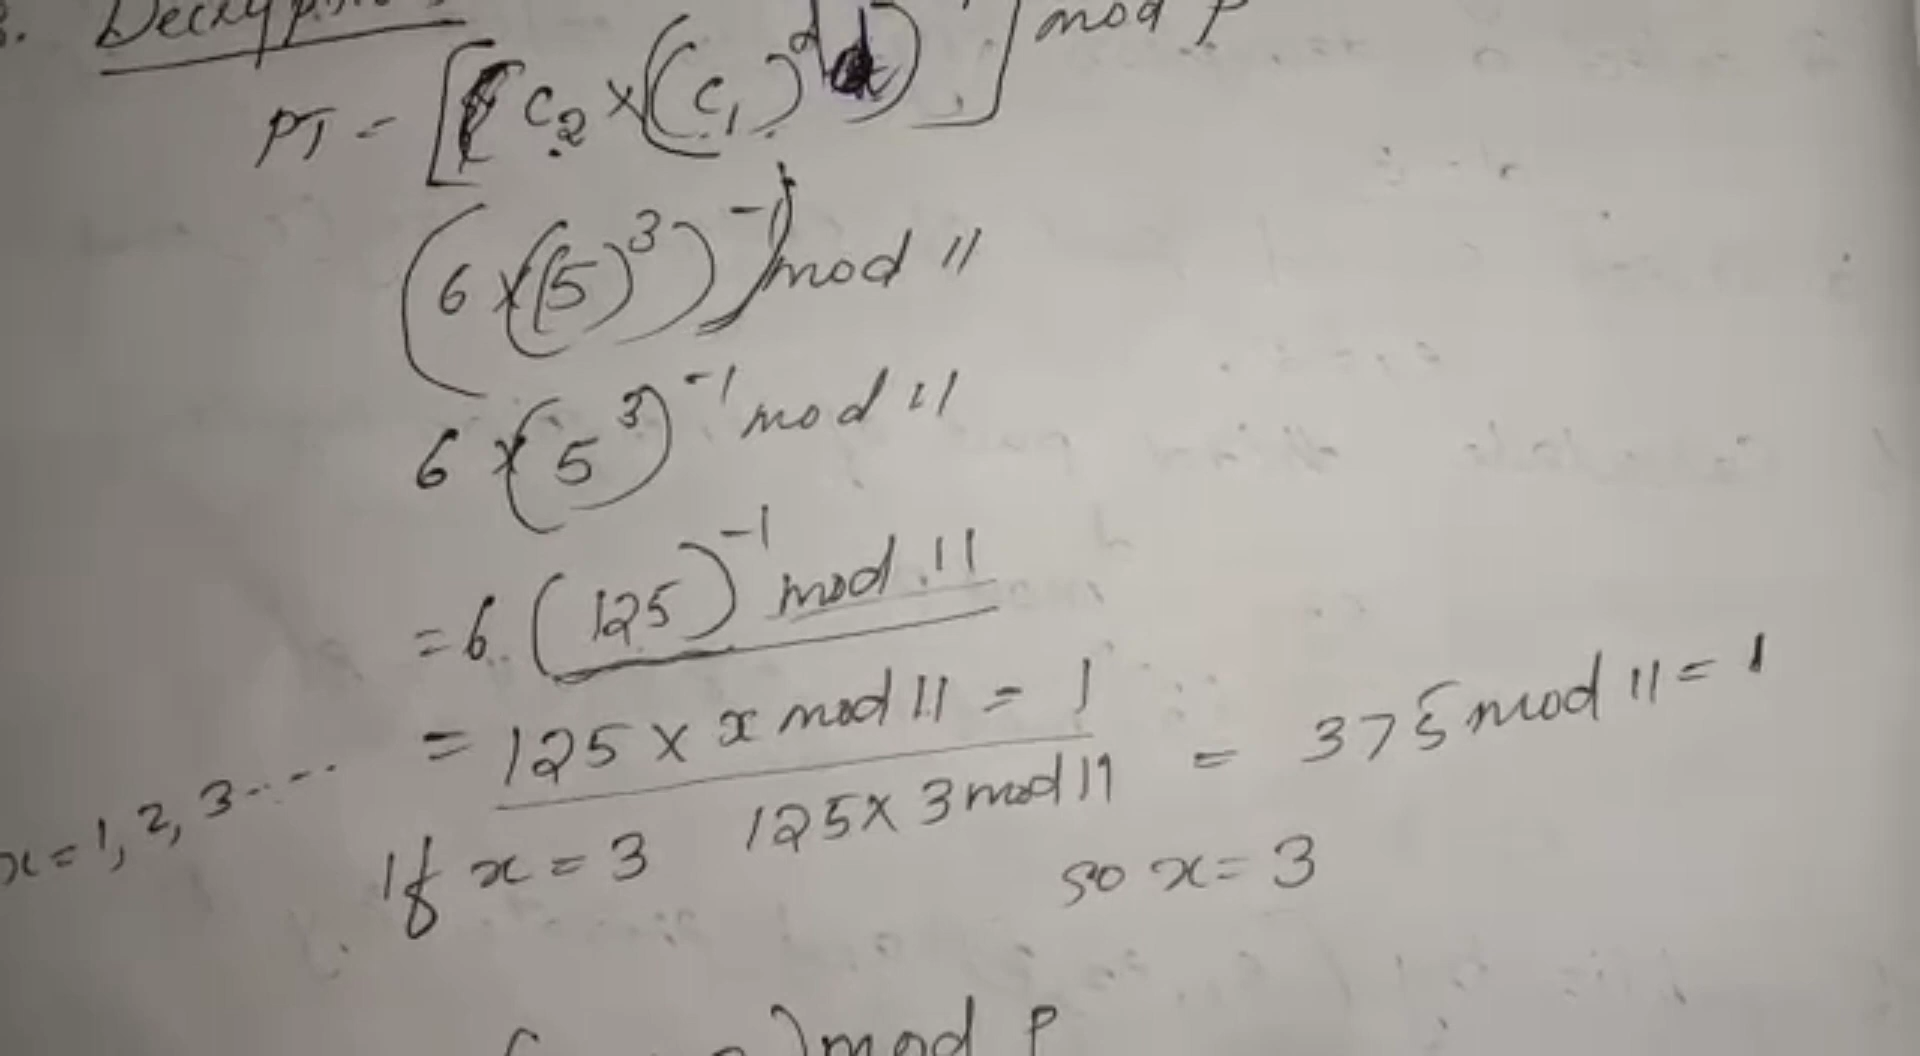 3. Decryption
PT = [C₂ × ((C₁)ᵈ)⁻¹] mod P
(6 × ((5)³)⁻¹) mod 11
6 × (5³)⁻¹ mod 11
= 6 (125)⁻¹ mod 11
= 125 × x mod 11 = 1
x = 1, 2, 3....
If x = 3 125 × 3 mod 11 = 375 mod 11 = 1
so x = 3
) mod P